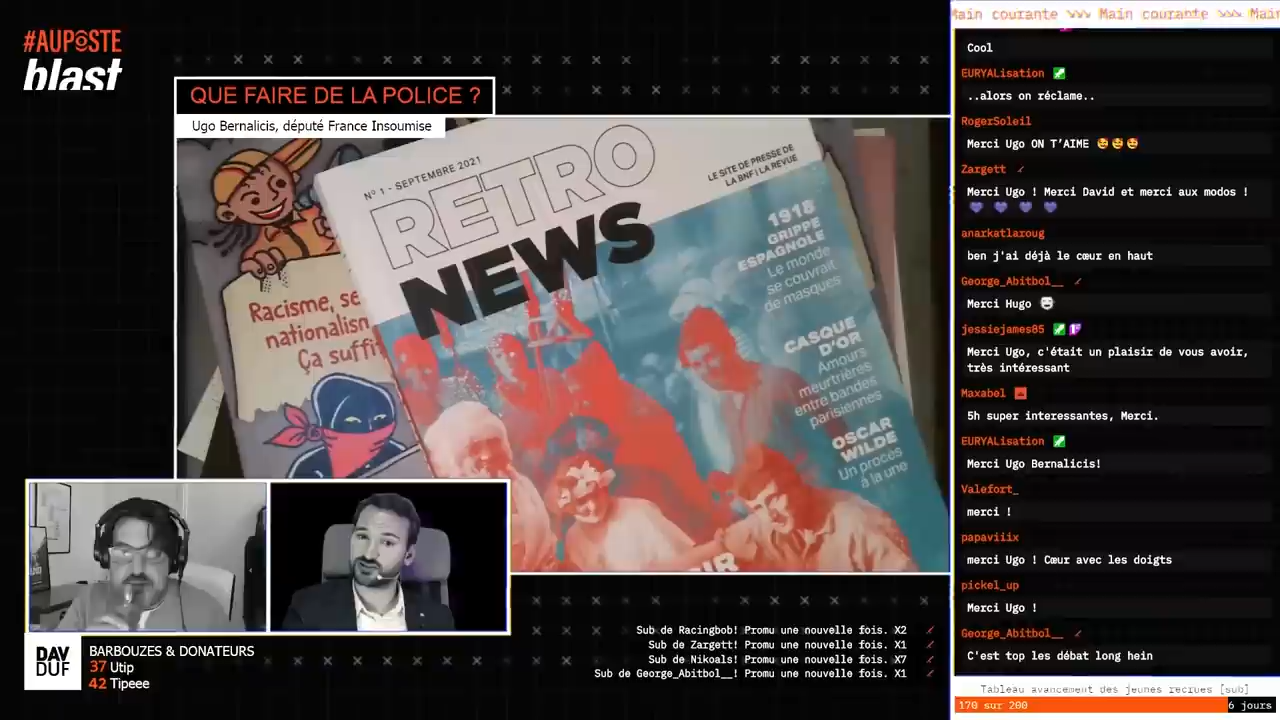 #AUPOSTE
blast
QUE FAIRE DE LA POLICE ?
Ugo Bernalicis, député France Insoumise
Racisme, se
nationalism
Ça suffi
N° 1 - SEPTEMBRE 2021
RETRO
NEWS
LE SITE DE PRESSE DE
LA BNF | LA REVUE
1918
GRIPPE
ESPAGNOLE
Le monde
se couvrait
de masques
CASQUE
D'OR
Amours
meurtrières
entre bandes
parisiennes
OSCAR
WILDE
Un procès
à la une
DAV
DUF
BARBOUZES & DONATEURS
37 Utip
42 Tipeee
Sub de Racingbob! Promu une nouvelle fois. X2
Sub de Zargett! Promu une nouvelle fois. X1
Sub de Nikoals! Promu une nouvelle fois. X7
Sub de George_Abitbol__! Promu une nouvelle fois. X1
Main courante >>> Main courante >>> Main
Cool
EURYALisation
..alors on réclame..
RogerSoleil
Merci Ugo ON T'AIME 
Zargett
Merci Ugo ! Merci David et merci aux modos !
anarkatlaroug
ben j'ai déjà le cœur en haut
George_Abitbol__
Merci Hugo
jessiejames85
Merci Ugo, c'était un plaisir de vous avoir,
très intéressant
Maxabel
5h super interessantes, Merci.
EURYALisation
Merci Ugo Bernalicis!
Valefort_
merci !
papaviiix
merci Ugo ! Cœur avec les doigts
pickel_up
Merci Ugo !
George_Abitbol__
C'est top les débat long hein
Tableau avancement des jeunes recrues [sub]
170 sur 200
6 jours